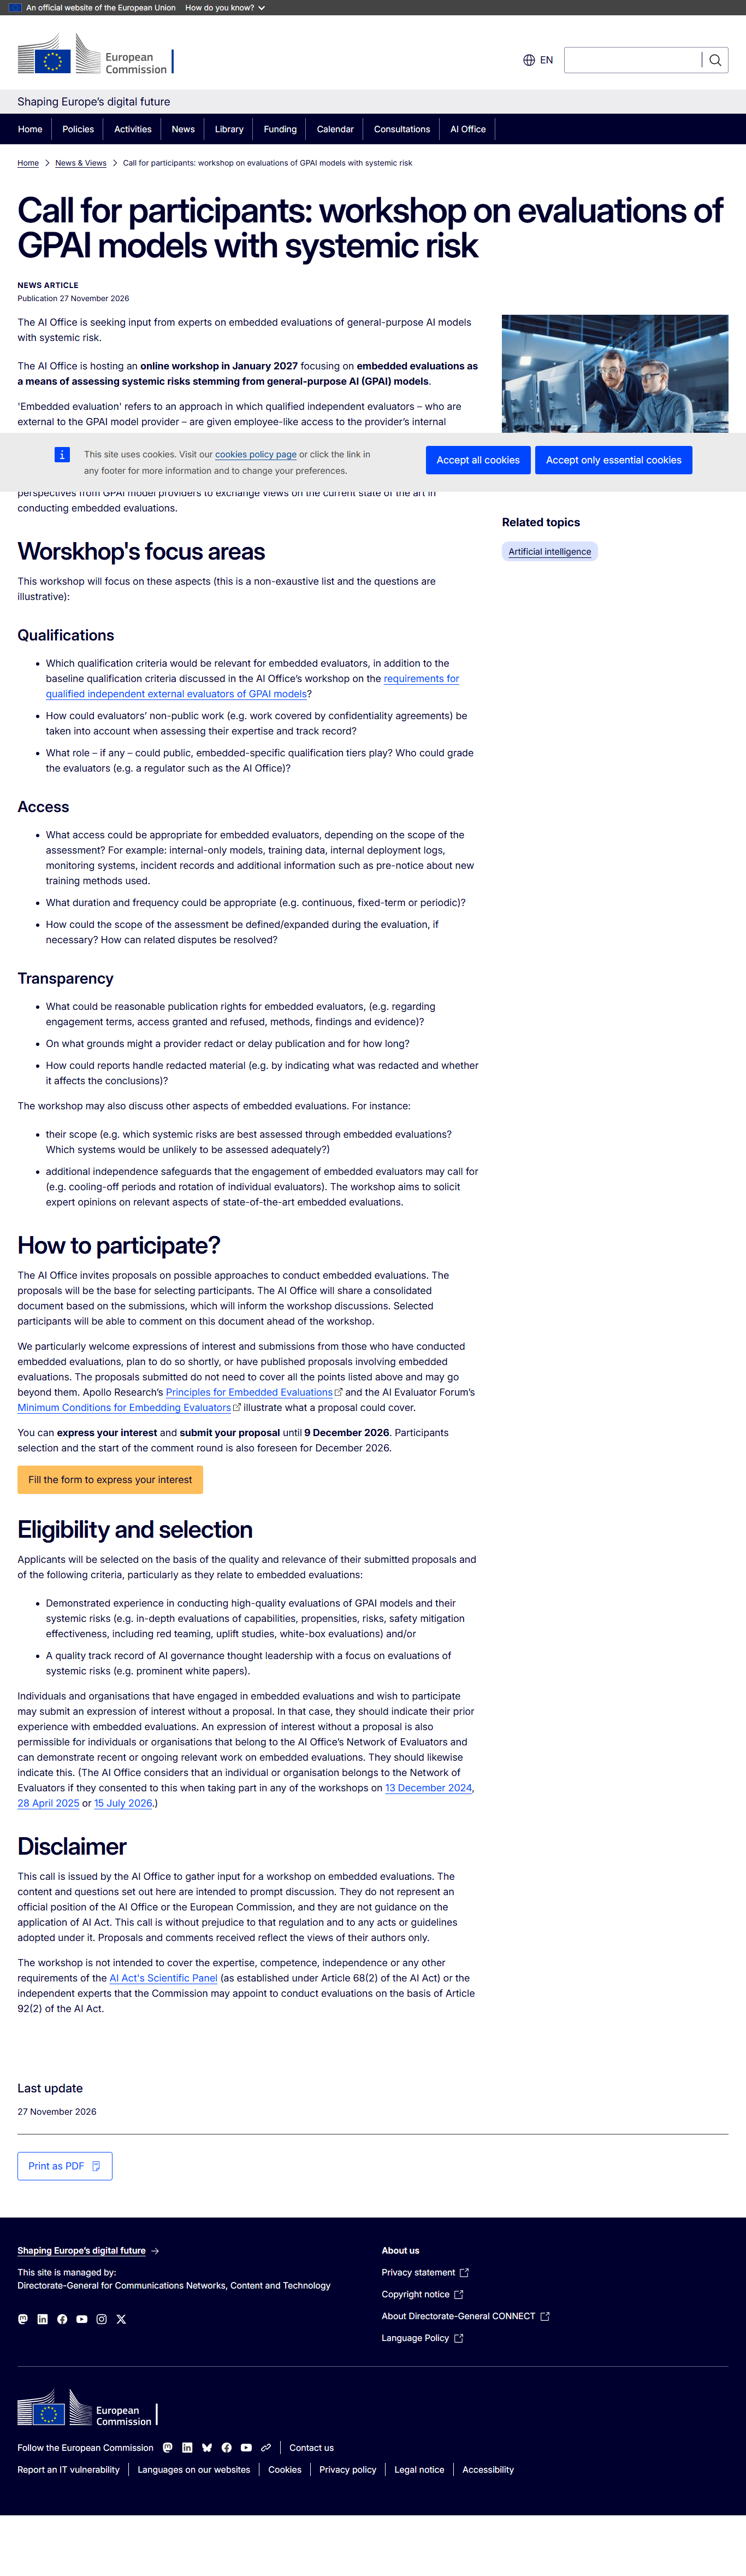 An official website of the European Union How do you know?
European
Commission
EN
Shaping Europe's digital future
Home Policies Activities News Library Funding Calendar Consultations AI Office
Home News & Views Call for participants: workshop on evaluations of GPAI models with systemic risk
Call for participants: workshop on evaluations of
GPAI models with systemic risk
NEWS ARTICLE
Publication 27 November 2026
The AI Office is seeking input from experts on embedded evaluations of general-purpose AI models
with systemic risk.
The AI Office is hosting an online workshop in January 2027 focusing on embedded evaluations as
a means of assessing systemic risks stemming from general-purpose AI (GPAI) models.
'Embedded evaluation' refers to an approach in which qualified independent evaluators – who are
external to the GPAI model provider – are given employee-like access to the provider's internal
This site uses cookies. Visit our cookies policy page or click the link in
any footer for more information and to change your preferences.
Accept all cookies Accept only essential cookies
perspectives from GPAI model providers to exchange views on the current state of the art in
conducting embedded evaluations.
Related topics
Artificial intelligence
Worskhop's focus areas
This workshop will focus on these aspects (this is a non-exaustive list and the questions are
illustrative):
Qualifications
• Which qualification criteria would be relevant for embedded evaluators, in addition to the
baseline qualification criteria discussed in the AI Office's workshop on the requirements for
qualified independent external evaluators of GPAI models?
• How could evaluators' non-public work (e.g. work covered by confidentiality agreements) be
taken into account when assessing their expertise and track record?
• What role – if any – could public, embedded-specific qualification tiers play? Who could grade
the evaluators (e.g. a regulator such as the AI Office)?
Access
• What access could be appropriate for embedded evaluators, depending on the scope of the
assessment? For example: internal-only models, training data, internal deployment logs,
monitoring systems, incident records and additional information such as pre-notice about new
training methods used.
• What duration and frequency could be appropriate (e.g. continuous, fixed-term or periodic)?
• How could the scope of the assessment be defined/expanded during the evaluation, if
necessary? How can related disputes be resolved?
Transparency
• What could be reasonable publication rights for embedded evaluators, (e.g. regarding
engagement terms, access granted and refused, methods, findings and evidence)?
• On what grounds might a provider redact or delay publication and for how long?
• How could reports handle redacted material (e.g. by indicating what was redacted and whether
it affects the conclusions)?
The workshop may also discuss other aspects of embedded evaluations. For instance:
• their scope (e.g. which systemic risks are best assessed through embedded evaluations?
Which systems would be unlikely to be assessed adequately?)
• additional independence safeguards that the engagement of embedded evaluators may call for
(e.g. cooling-off periods and rotation of individual evaluators). The workshop aims to solicit
expert opinions on relevant aspects of state-of-the-art embedded evaluations.
How to participate?
The AI Office invites proposals on possible approaches to conduct embedded evaluations. The
proposals will be the base for selecting participants. The AI Office will share a consolidated
document based on the submissions, which will inform the workshop discussions. Selected
participants will be able to comment on this document ahead of the workshop.
We particularly welcome expressions of interest and submissions from those who have conducted
embedded evaluations, plan to do so shortly, or have published proposals involving embedded
evaluations. The proposals submitted do not need to cover all the points listed above and may go
beyond them. Apollo Research's Principles for Embedded Evaluations and the AI Evaluator Forum's
Minimum Conditions for Embedding Evaluators illustrate what a proposal could cover.
You can express your interest and submit your proposal until 9 December 2026. Participants
selection and the start of the comment round is also foreseen for December 2026.
Fill the form to express your interest
Eligibility and selection
Applicants will be selected on the basis of the quality and relevance of their submitted proposals and
of the following criteria, particularly as they relate to embedded evaluations:
• Demonstrated experience in conducting high-quality evaluations of GPAI models and their
systemic risks (e.g. in-depth evaluations of capabilities, propensities, risks, safety mitigation
effectiveness, including red teaming, uplift studies, white-box evaluations) and/or
• A quality track record of AI governance thought leadership with a focus on evaluations of
systemic risks (e.g. prominent white papers).
Individuals and organisations that have engaged in embedded evaluations and wish to participate
may submit an expression of interest without a proposal. In that case, they should indicate their prior
experience with embedded evaluations. An expression of interest without a proposal is also
permissible for individuals or organisations that belong to the AI Office's Network of Evaluators and
can demonstrate recent or ongoing relevant work on embedded evaluations. They should likewise
indicate this. (The AI Office considers that an individual or organisation belongs to the Network of
Evaluators if they consented to this when taking part in any of the workshops on 13 December 2024,
28 April 2025 or 15 July 2026.)
Disclaimer
This call is issued by the AI Office to gather input for a workshop on embedded evaluations. The
content and questions set out here are intended to prompt discussion. They do not represent an
official position of the AI Office or the European Commission, and they are not guidance on the
application of AI Act. This call is without prejudice to that regulation and to any acts or guidelines
adopted under it. Proposals and comments received reflect the views of their authors only.
The workshop is not intended to cover the expertise, competence, independence or any other
requirements of the AI Act's Scientific Panel (as established under Article 68(2) of the AI Act) or the
independent experts that the Commission may appoint to conduct evaluations on the basis of Article
92(2) of the AI Act.
Last update
27 November 2026
Print as PDF
Shaping Europe's digital future
This site is managed by:
Directorate-General for Communications Networks, Content and Technology
About us
Privacy statement
Copyright notice
About Directorate-General CONNECT
Language Policy
European
Commission
Follow the European Commission Contact us
Report an IT vulnerability Languages on our websites Cookies Privacy policy Legal notice Accessibility